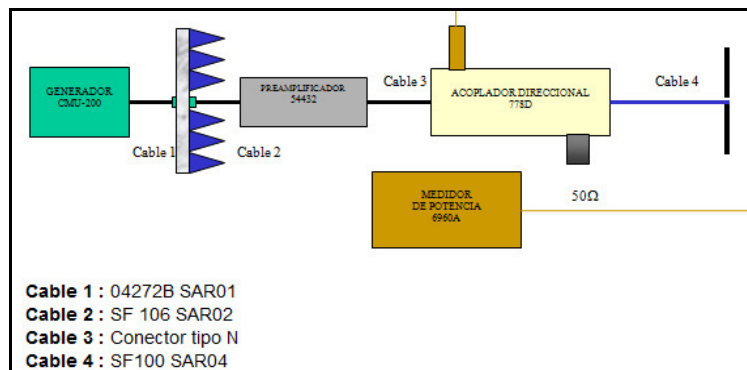 GENERADOR
CMU-200
Cable 1
Cable 2
PREAMPLIFICADOR
54432
Cable 3
ACOPLADOR DIRECCIONAL
778D
Cable 4
MEDIDOR
DE POTENCIA
6960A
50Ω
Cable 1 : 04272B SAR01
Cable 2 : SF 106 SAR02
Cable 3 : Conector tipo N
Cable 4 : SF100 SAR04